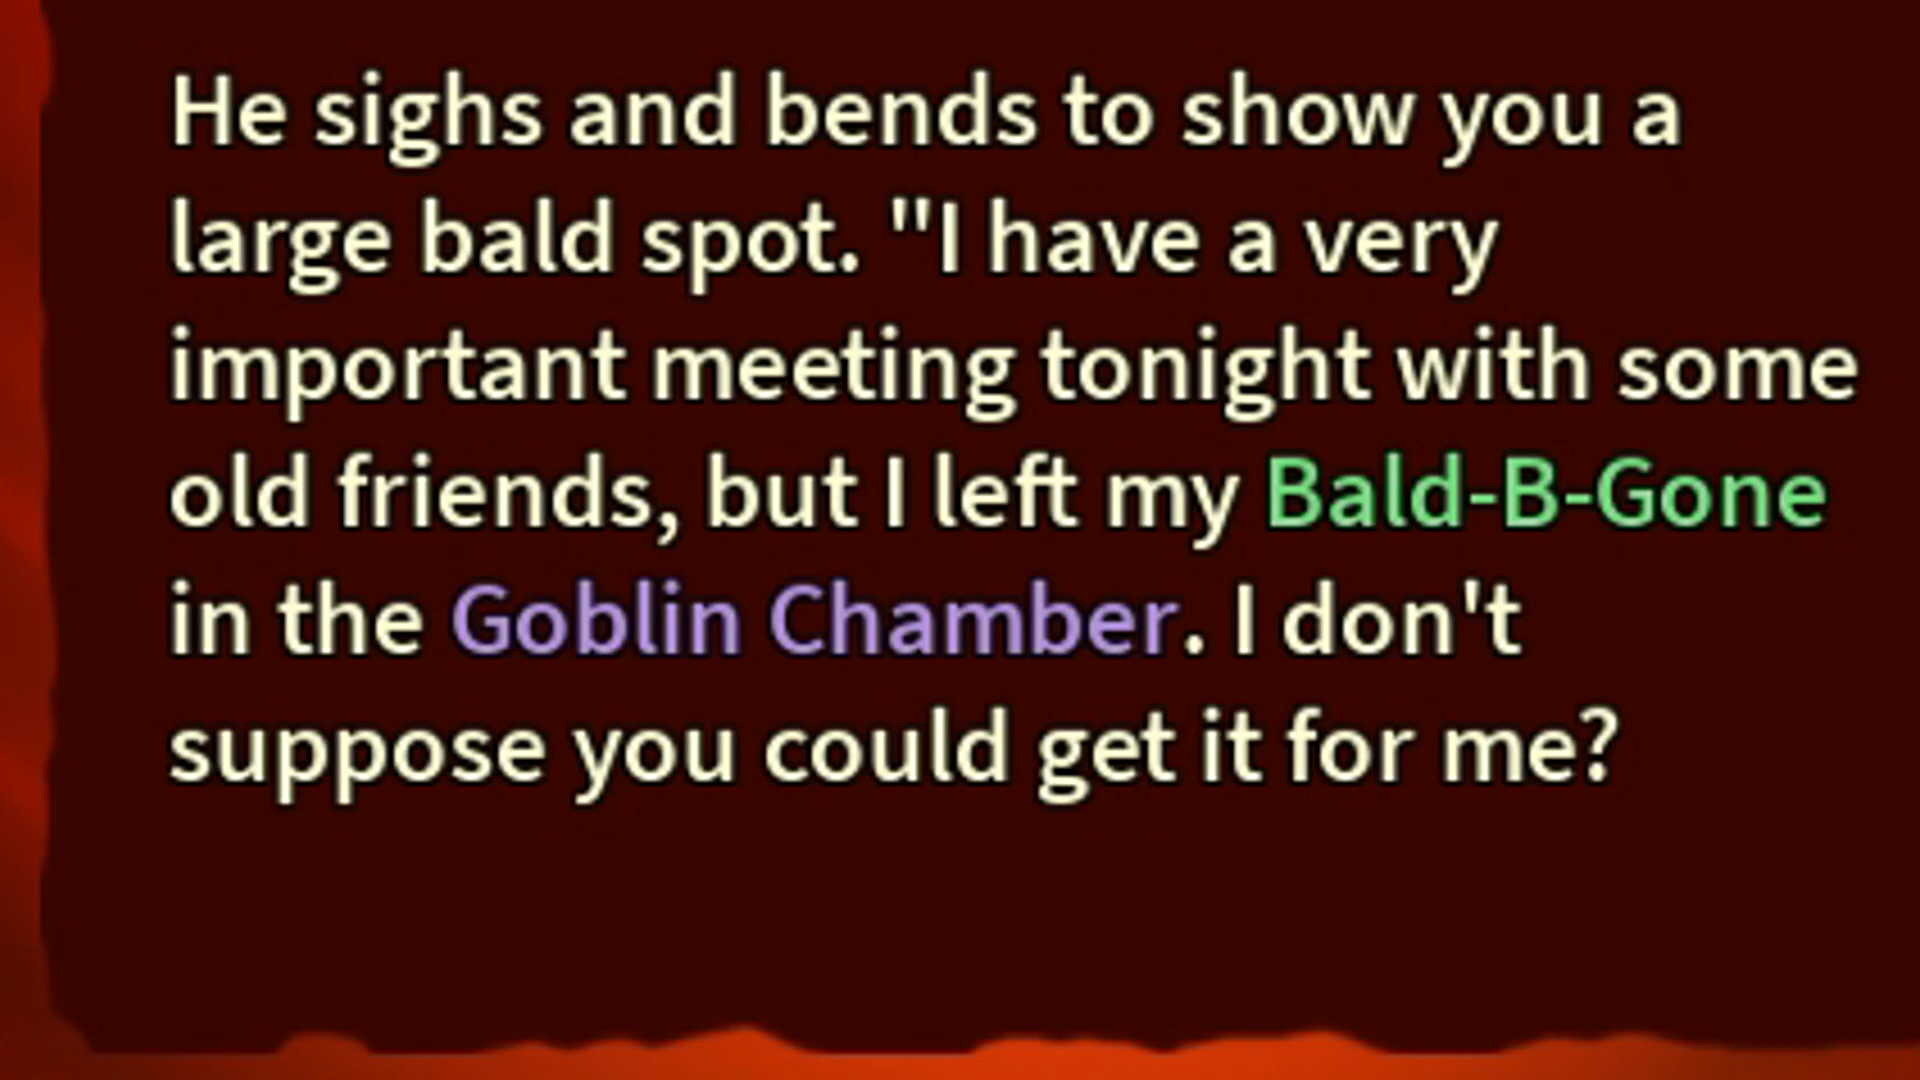 He sighs and bends to show you a
large bald spot. "I have a very
important meeting tonight with some
old friends, but I left my Bald-B-Gone
in the Goblin Chamber. I don't
suppose you could get it for me?